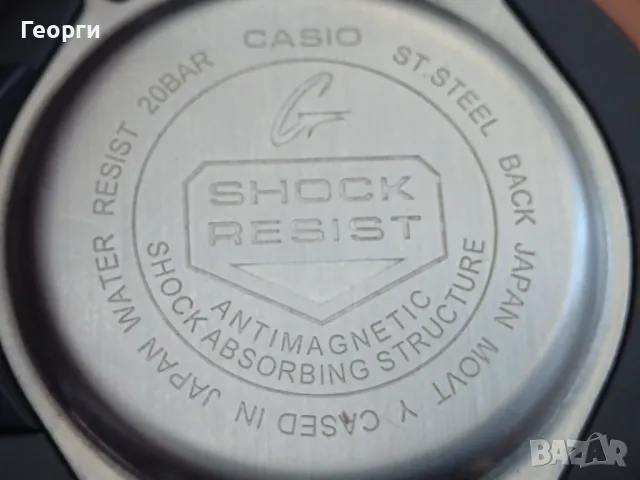 Георги
CASIO ST.STEEL BACK JAPAN MOVT Y CASED IN JAPAN WATER RESIST 20BAR
G
SHOCK
RESIST
ANTIMAGNETIC
SHOCK ABSORBING STRUCTURE
BAZAR